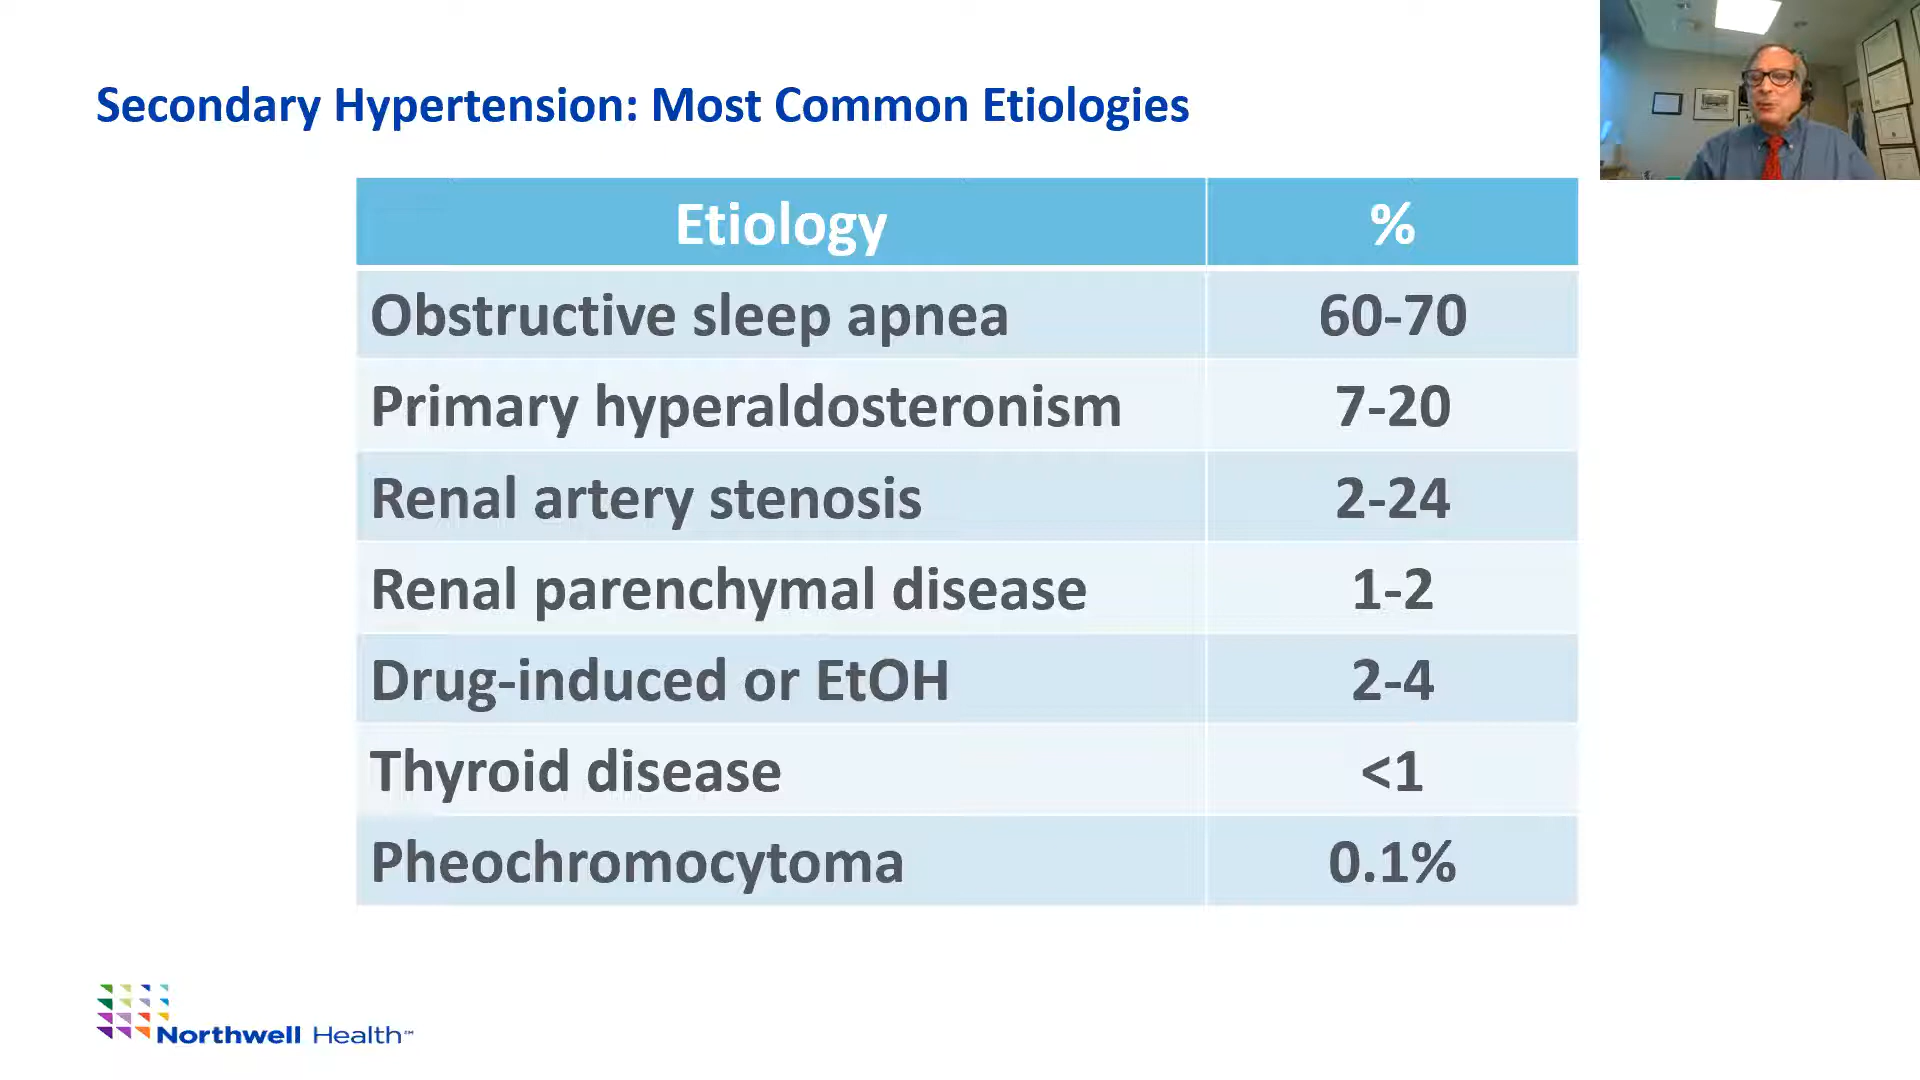 Secondary Hypertension: Most Common Etiologies
Etiology %
Obstructive sleep apnea 60-70
Primary hyperaldosteronism 7-20
Renal artery stenosis 2-24
Renal parenchymal disease 1-2
Drug-induced or EtOH 2-4
Thyroid disease <1
Pheochromocytoma 0.1%
Northwell Health™